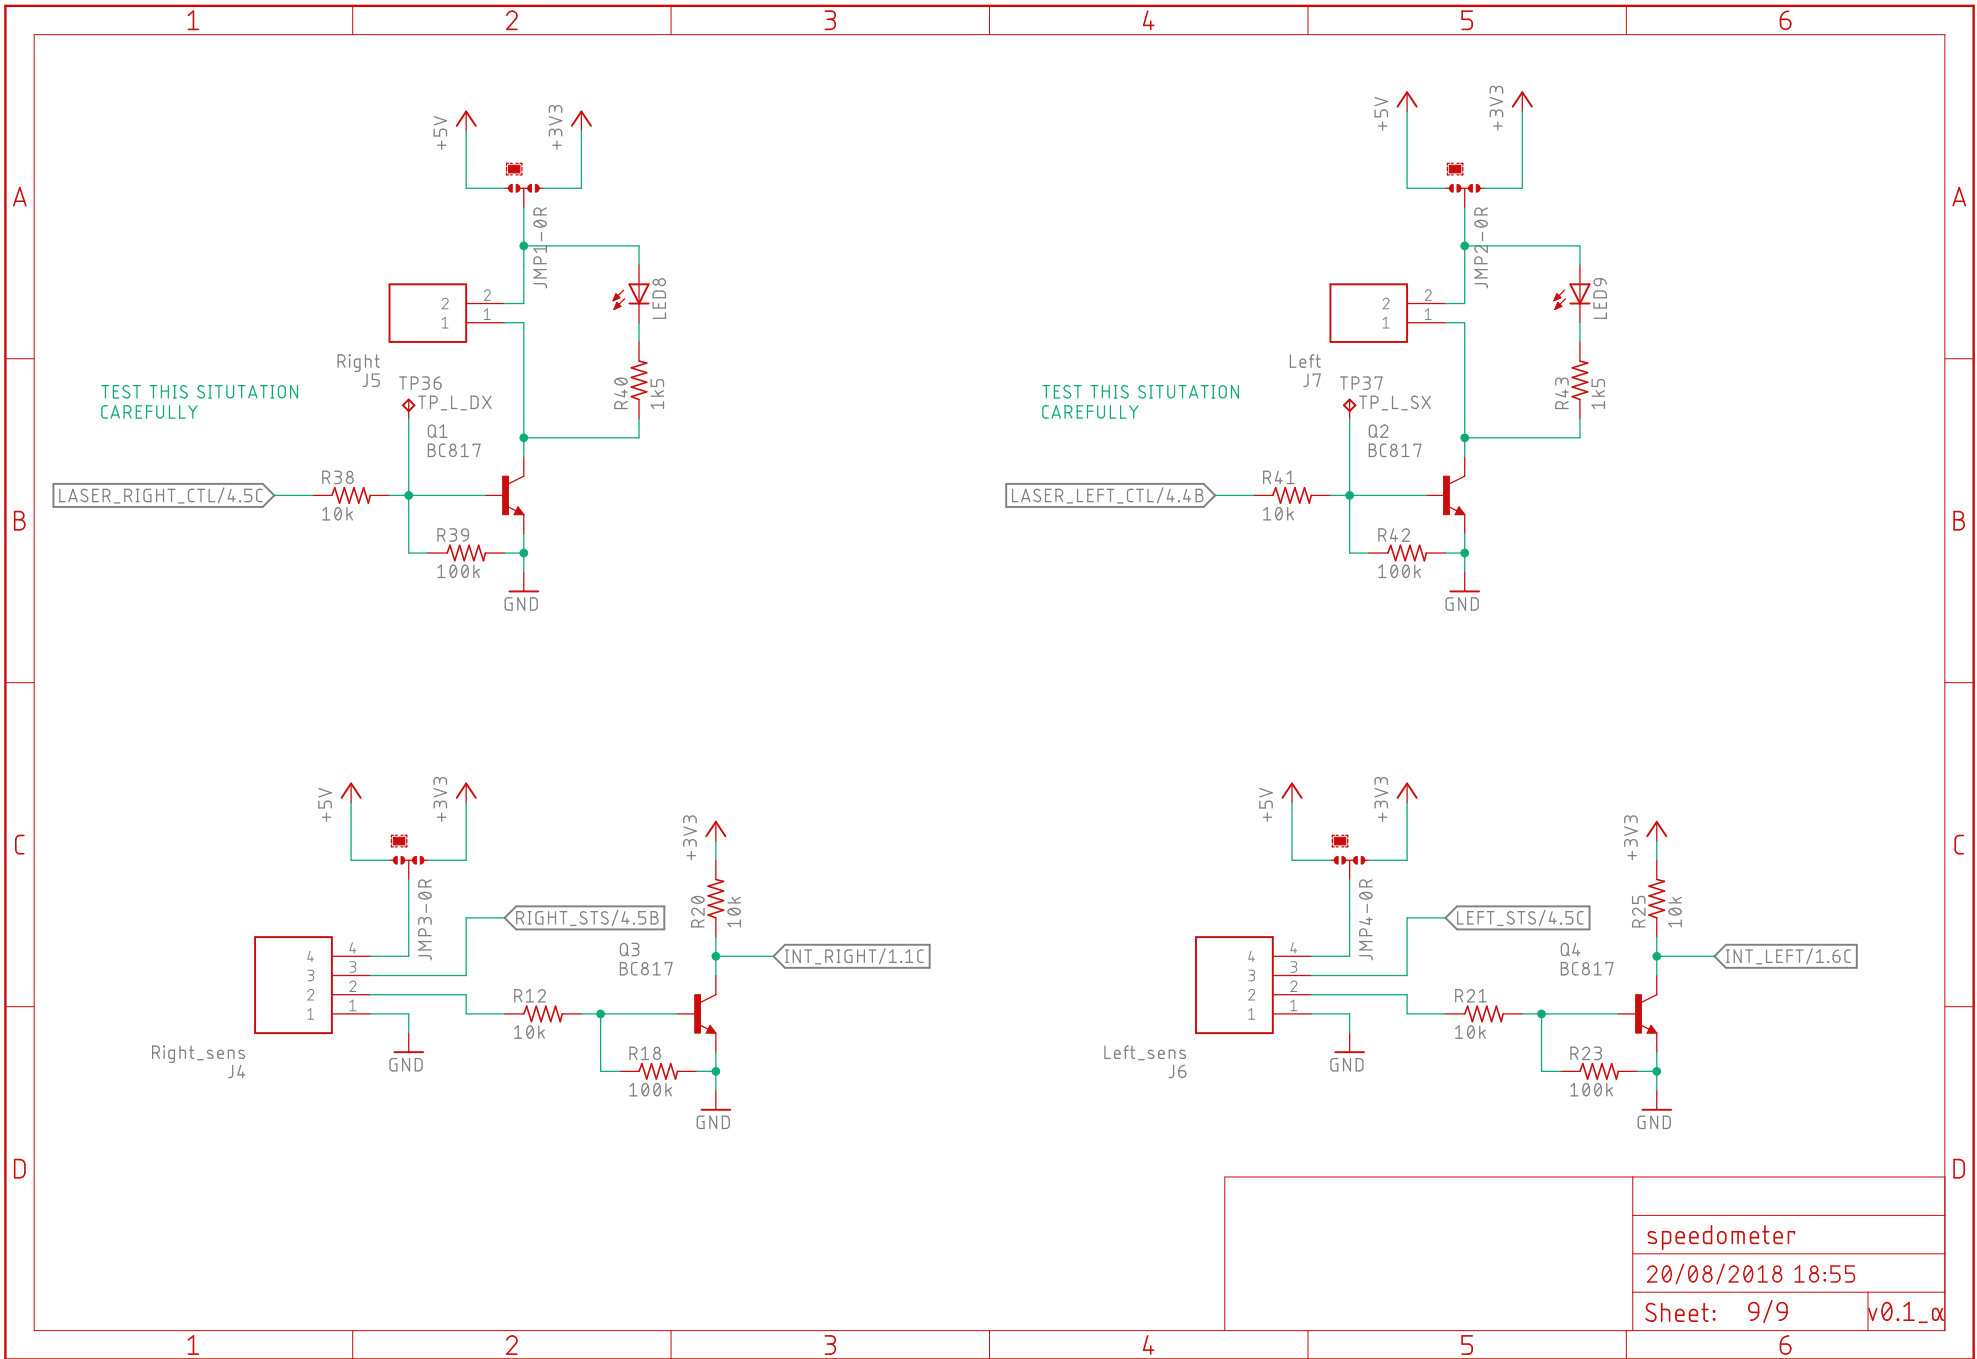 1 2 3 4 5 6
A A
B B
C C
D D
+5V
+3V3
JMP1-0R
2 2
1 1
Right
J5
LED8
R40
1k5
TEST THIS SITUTATION
CAREFULLY
TP36
TP_L_DX
Q1
BC817
LASER_RIGHT_CTL/4.5C
R38
10k
R39
100k
GND
+5V
+3V3
JMP2-0R
2 2
1 1
Left
J7
LED9
R43
1k5
TEST THIS SITUTATION
CAREFULLY
TP37
TP_L_SX
Q2
BC817
LASER_LEFT_CTL/4.4B
R41
10k
R42
100k
GND
+5V
+3V3
JMP3-0R
4 4
3 3
2 2
1 1
Right_sens
J4
GND
RIGHT_STS/4.5B
+3V3
R20
10k
Q3
BC817
INT_RIGHT/1.1C
R12
10k
R18
100k
GND
+5V
+3V3
JMP4-0R
4 4
3 3
2 2
1 1
Left_sens
J6
GND
LEFT_STS/4.5C
+3V3
R25
10k
Q4
BC817
INT_LEFT/1.6C
R21
10k
R23
100k
GND
speedometer
20/08/2018 18:55
Sheet: 9/9 v0.1_α
1 2 3 4 5 6